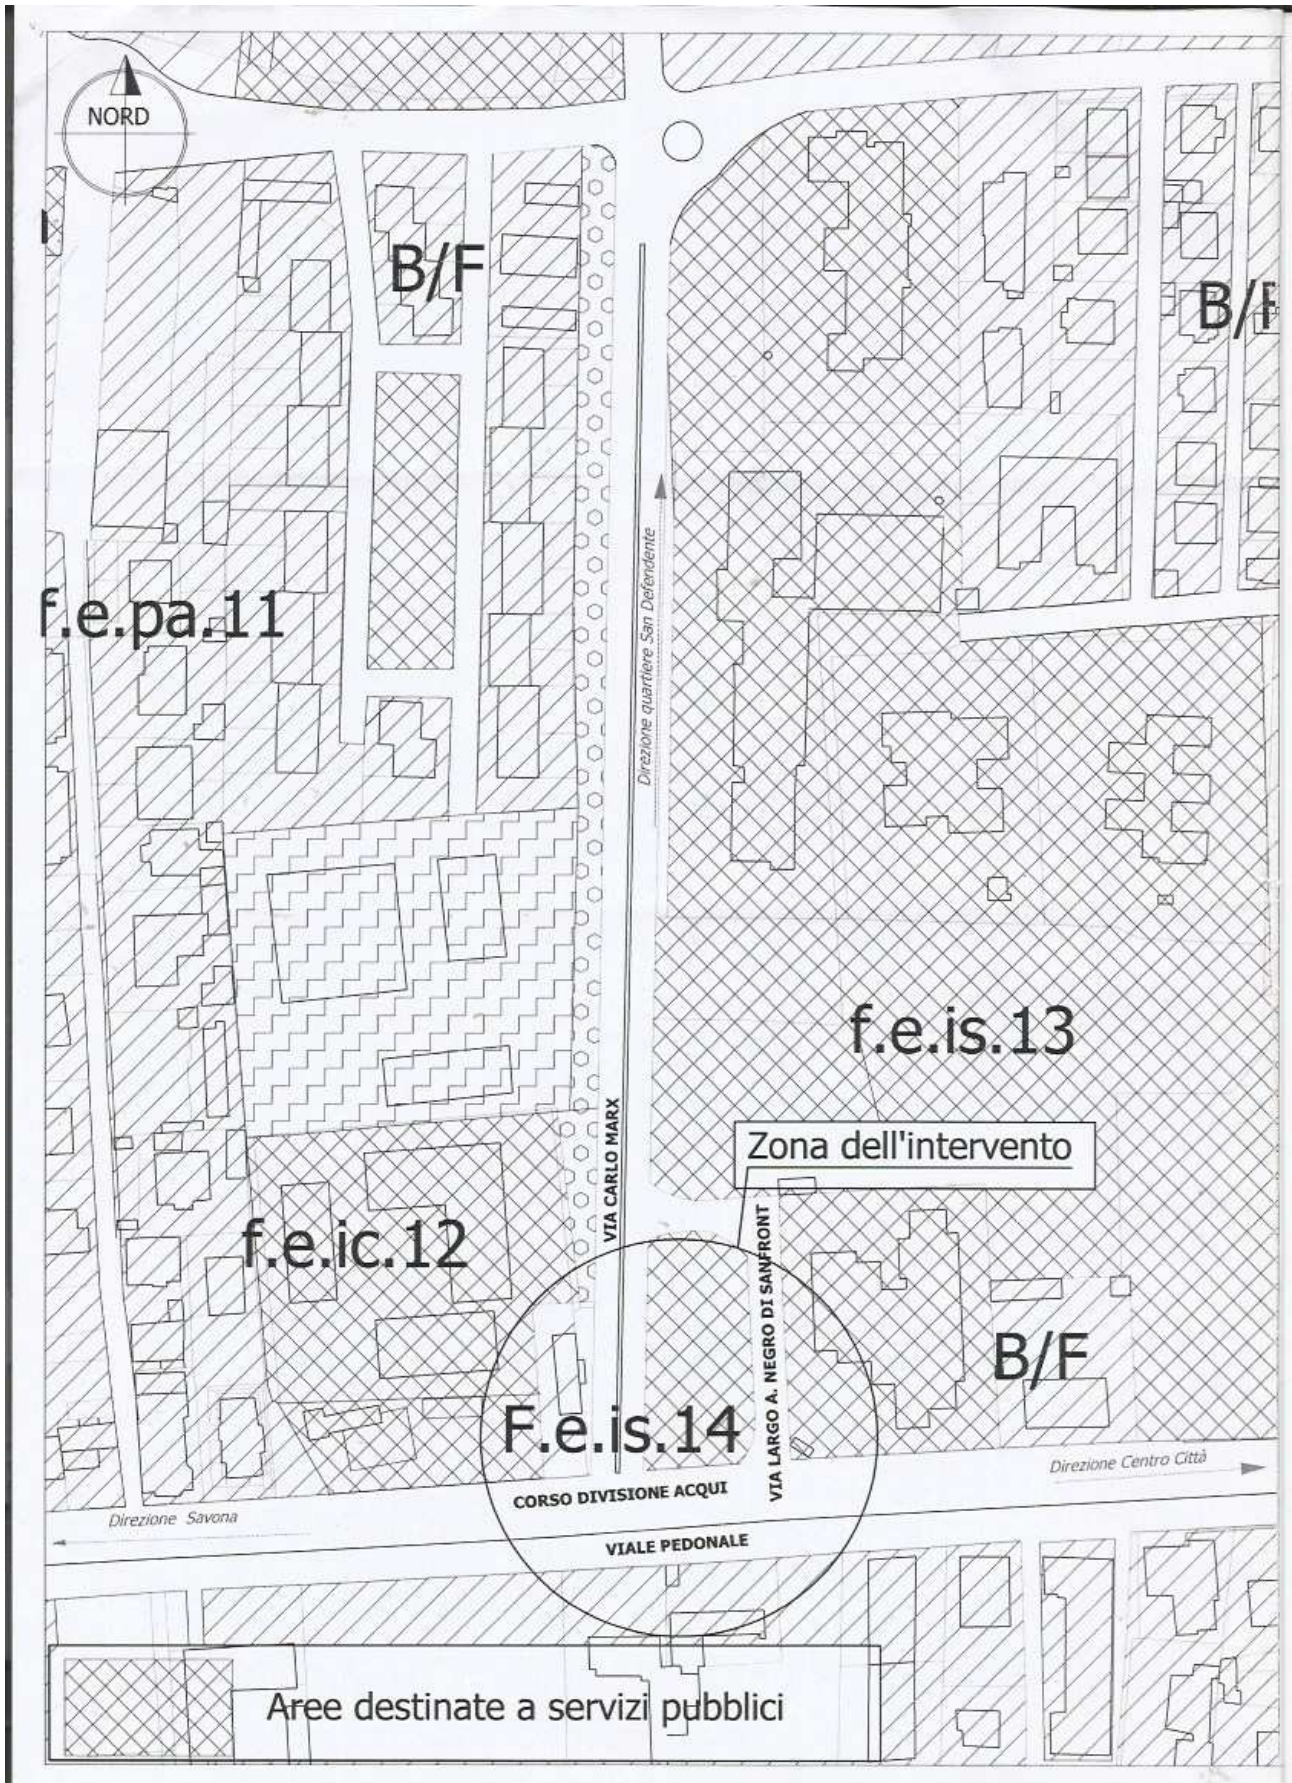 NORD
B/F
B/F
f.e.pa.11
Direzione quartiere San Defendente
f.e.is.13
Zona dell'intervento
VIA CARLO MARX
VIA LARGO A. NEGRO DI SANFRONT
f.e.ic.12
B/F
F.e.is.14
Direzione Centro Città
CORSO DIVISIONE ACQUI
Direzione Savona
VIALE PEDONALE
Aree destinate a servizi pubblici